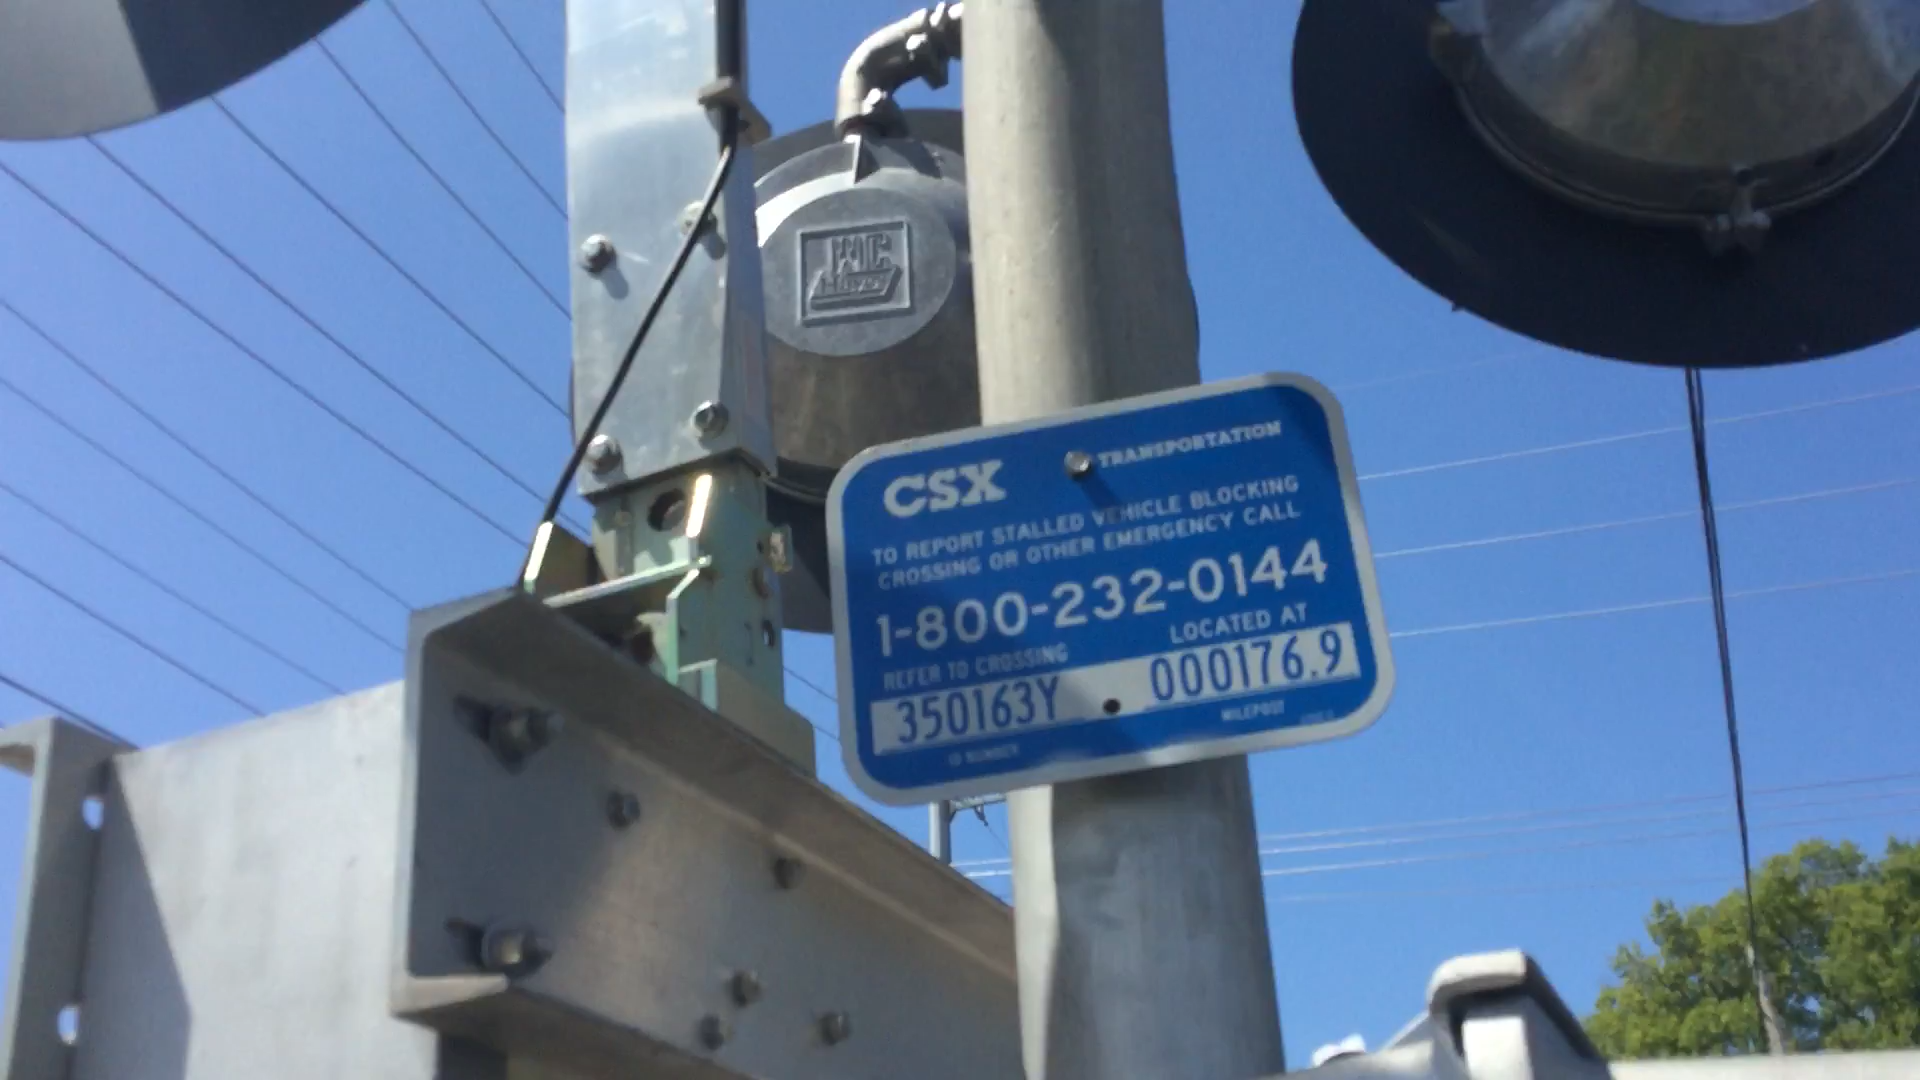 CSX TRANSPORTATION
TO REPORT STALLED VEHICLE BLOCKING
CROSSING OR OTHER EMERGENCY CALL
1-800-232-0144
REFER TO CROSSING LOCATED AT
350163Y 000176.9
ID NUMBER MILEPOST